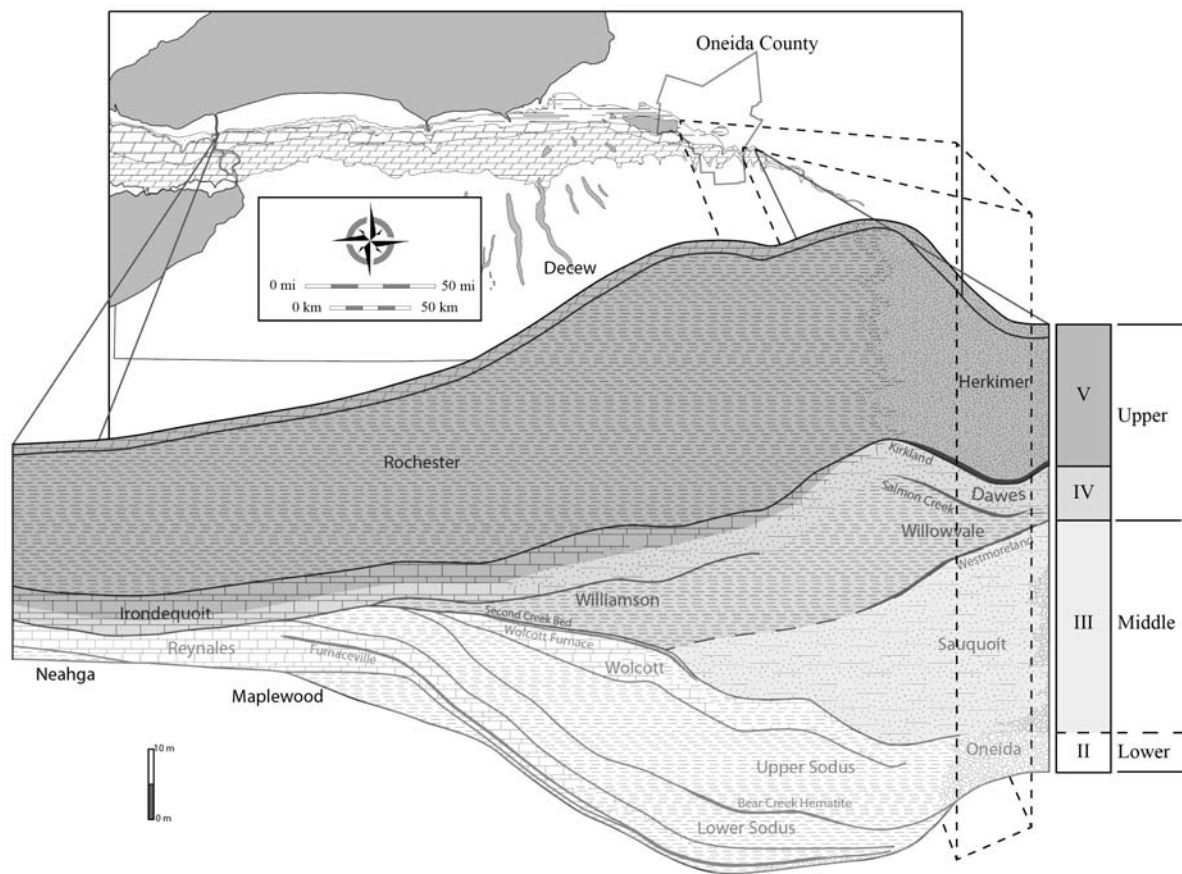 Oneida County
Decew
0 mi 50 mi
0 km 50 km
Herkimer
V
Upper
Rochester
Kirkland
Dawes
IV
Salmon Creek
Willowvale
Westmoreland
Irondequoit
Williamson
Second Creek Bed
Wolcott Furnace
III
Middle
Reynales
Furnaceville
Wolcott
Sauquoit
Neahga
Maplewood
10 m
0 m
Oneida
II
Lower
Upper Sodus
Bear Creek Hematite
Lower Sodus